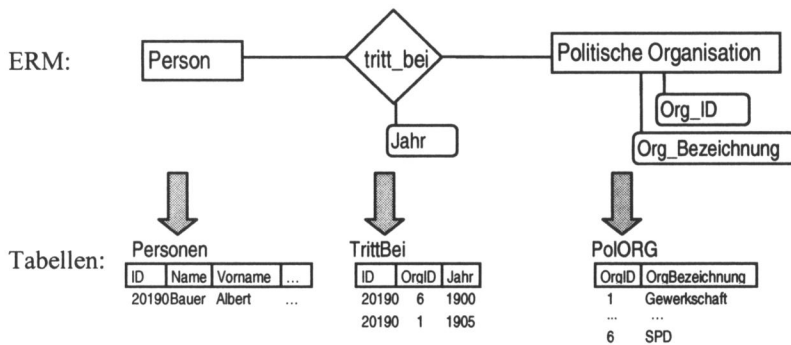 ERM:
Person
tritt_bei
Politische Organisation
Org_ID
Jahr
Org_Bezeichnung
Tabellen:
Personen
ID Name Vorname ...
20190 Bauer Albert ...
TrittBei
ID OrgID Jahr
20190 6 1900
20190 1 1905
PolORG
OrgID OrgBezeichnung
1 Gewerkschaft
... ...
6 SPD